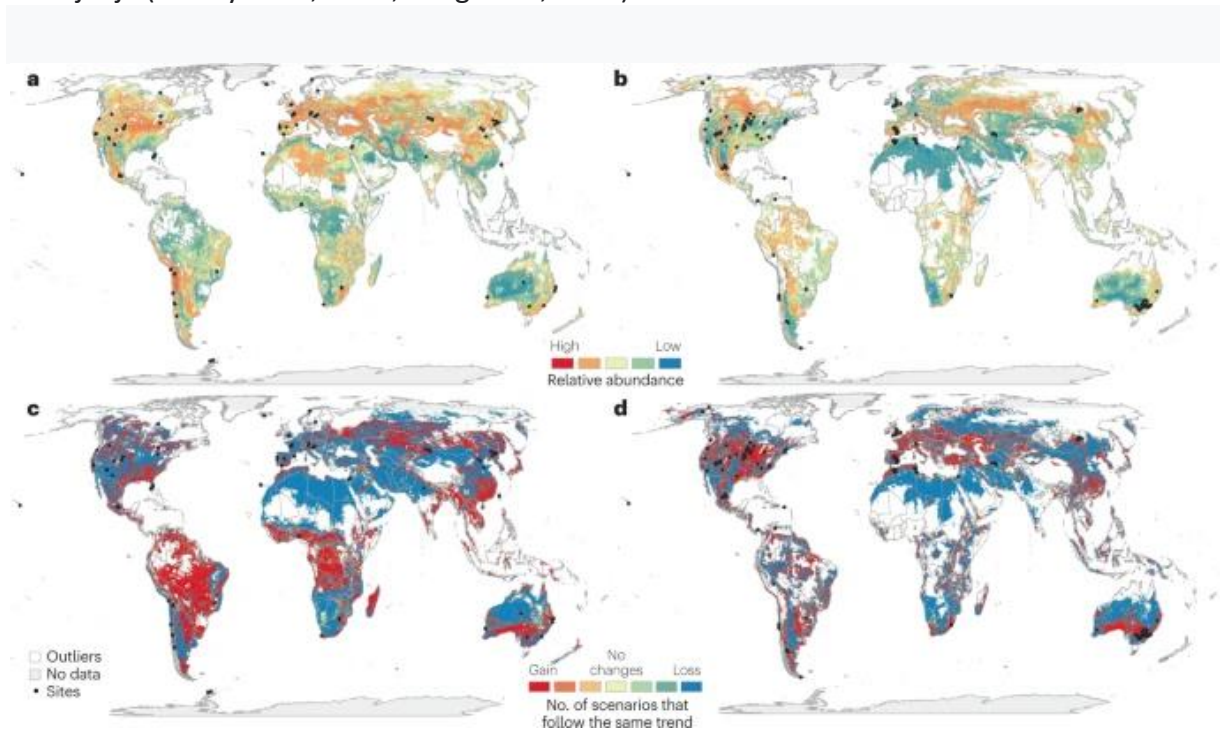 a
b
High Low
Relative abundance
c
d
Outliers
No data
Sites
No
Gain changes Loss
No. of scenarios that
follow the same trend